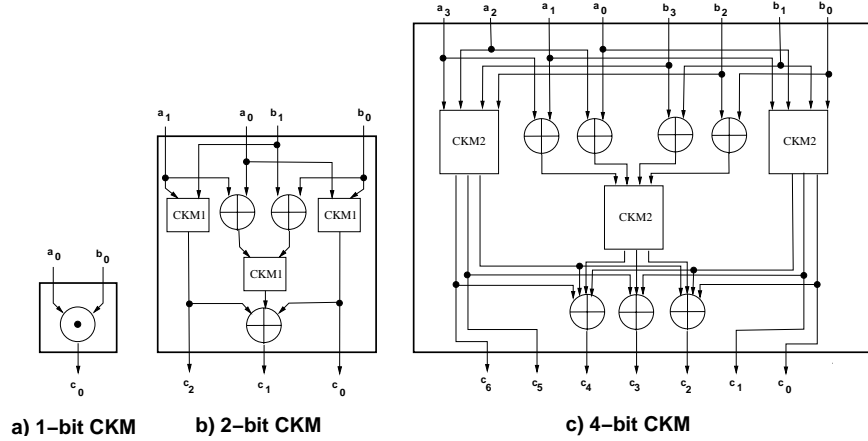 a3 a2 a1 a0 b3 b2 b1 b0
a1 a0 b1 b0
CKM2 CKM2
CKM1 CKM1
CKM2
CKM1
a0 b0
c6 c5 c4 c3 c2 c1 c0
c2 c1 c0
c0
a) 1-bit CKM b) 2-bit CKM c) 4-bit CKM